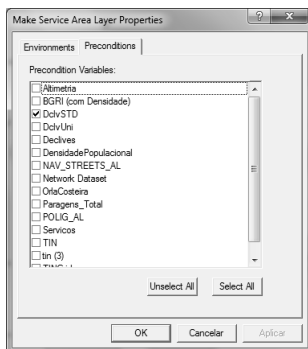 Make Service Area Layer Properties
Environments Preconditions
Precondition Variables:
Altimetria
BGRI (com Densidade)
DclvSTD
DclvUni
Declives
DensidadePopulacional
NAV_STREETS_AL
Network Dataset
OrlaCosteira
Paragens_Total
POLIG_AL
Servicos
TIN
tin (3)
Unselect All Select All
OK Cancelar Aplicar